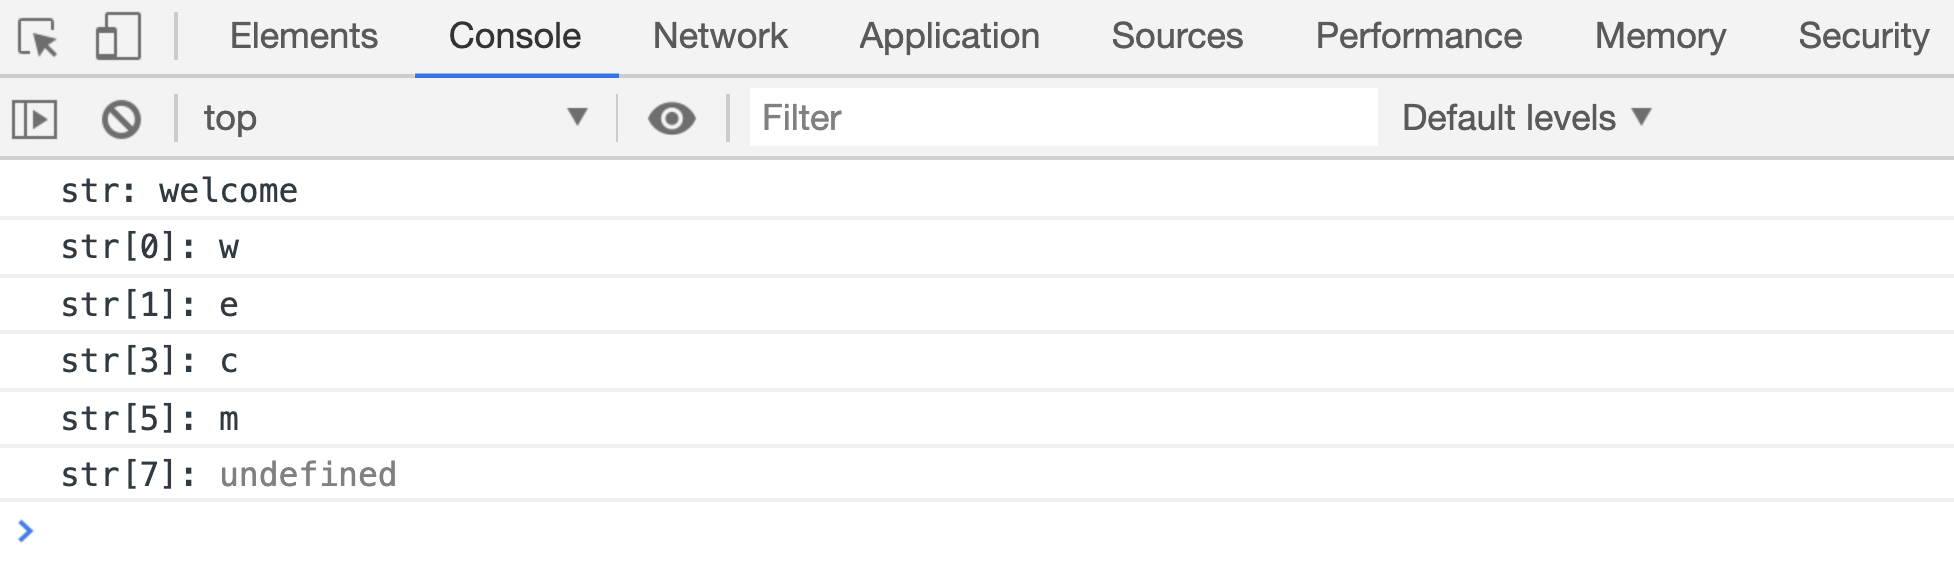 Elements Console Network Application Sources Performance Memory Security
top Filter Default levels
str: welcome
str[0]: w
str[1]: e
str[3]: c
str[5]: m
str[7]: undefined